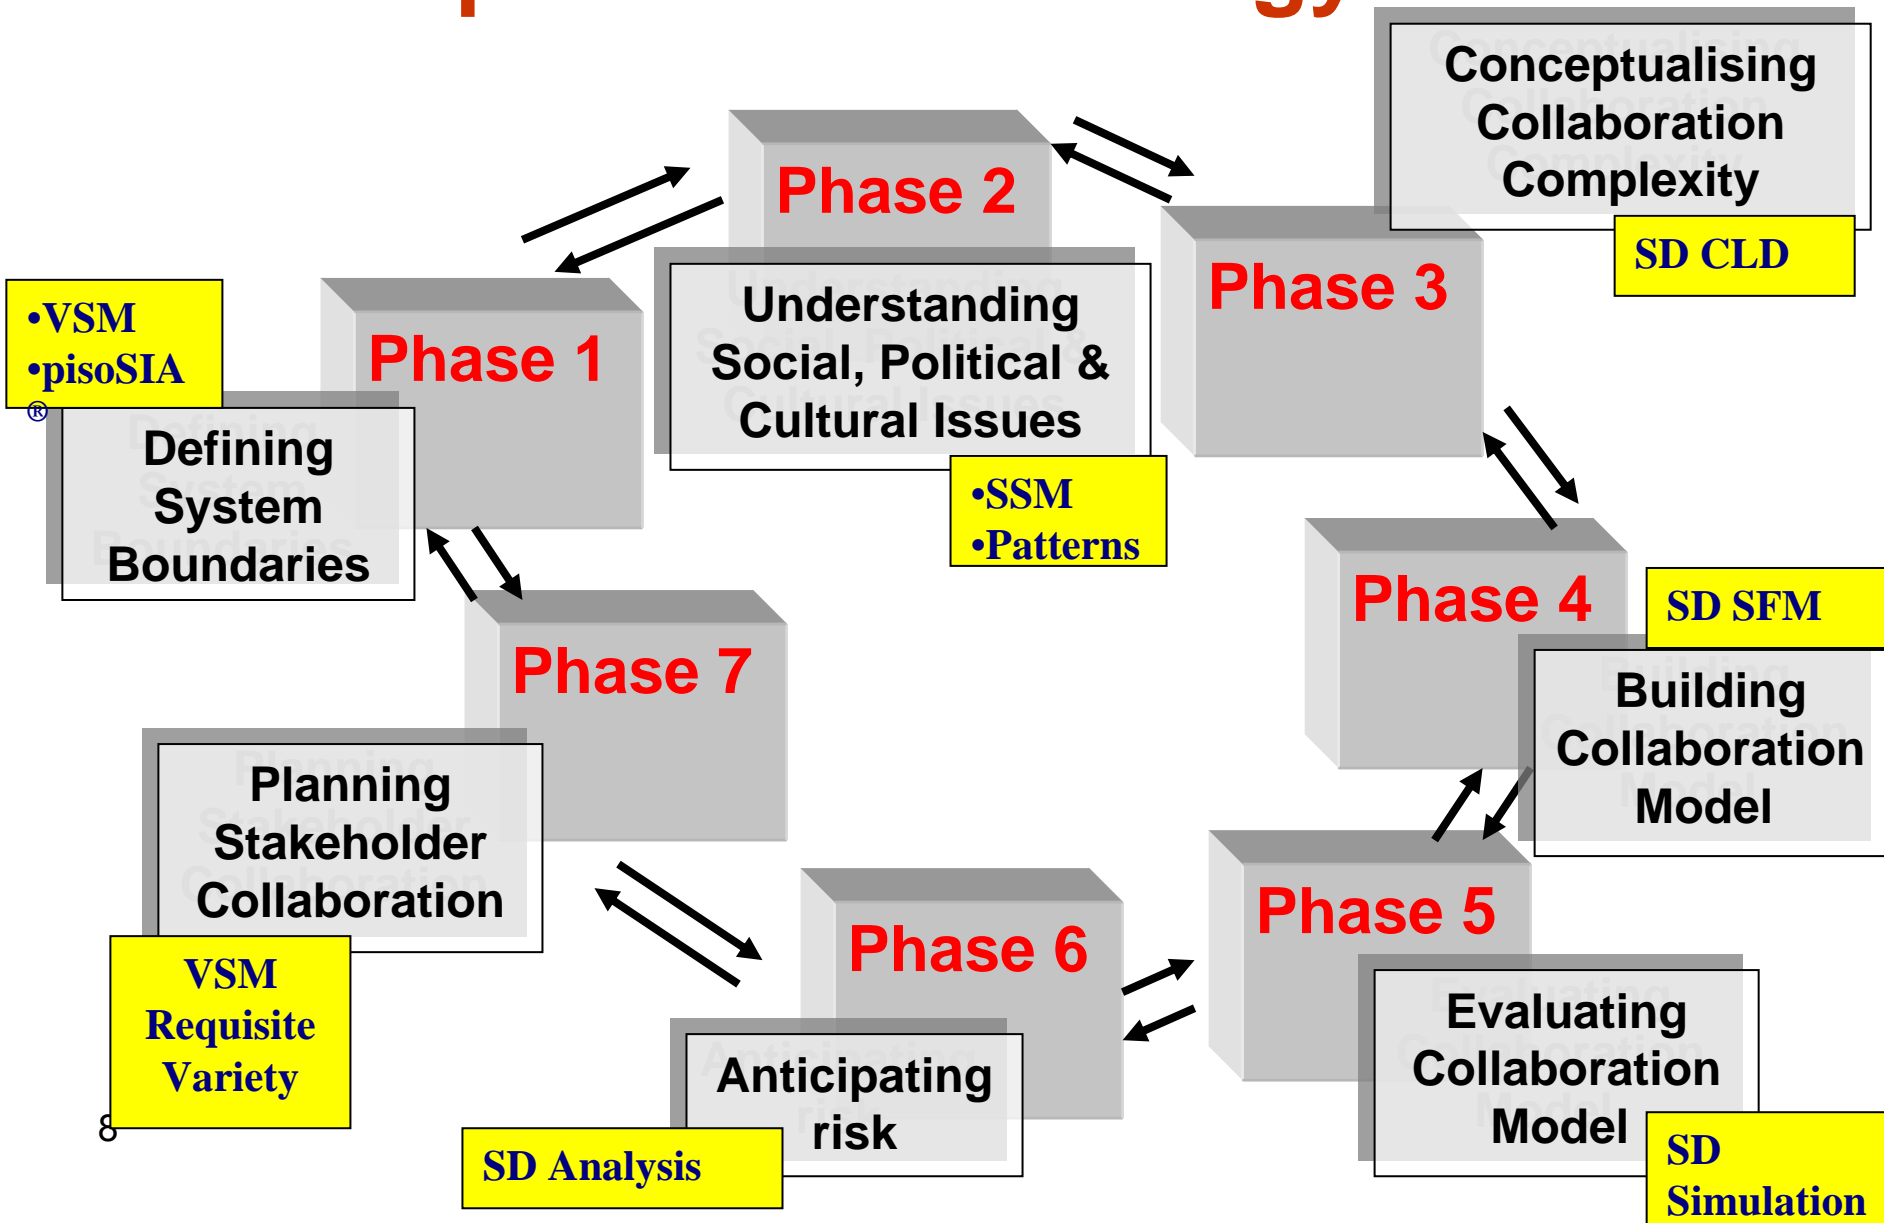 Conceptualising
Collaboration
Complexity
SD CLD
Phase 2
Understanding
Social, Political &
Cultural Issues
•SSM
•Patterns
Phase 3
•VSM
•pisoSIA
®
Phase 1
Defining
System
Boundaries
Phase 4
SD SFM
Building
Collaboration
Model
Phase 7
Planning
Stakeholder
Collaboration
VSM
Requisite
Variety
Phase 6
Anticipating
risk
SD Analysis
Phase 5
Evaluating
Collaboration
Model
SD
Simulation
8